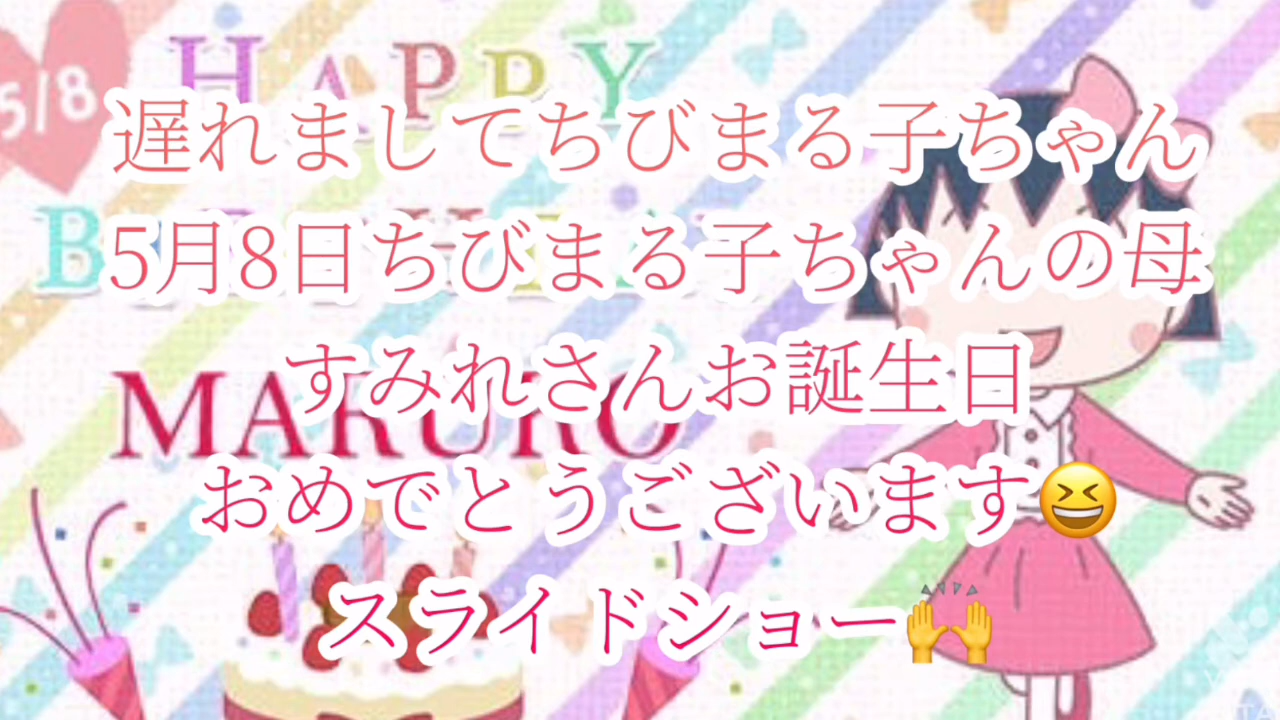 5/8
HAPPY
遅れましてちびまる子ちゃん
5月8日ちびまる子ちゃんの母
すみれさんお誕生日
MARUKO
おめでとうございます😆
スライドショー🙌